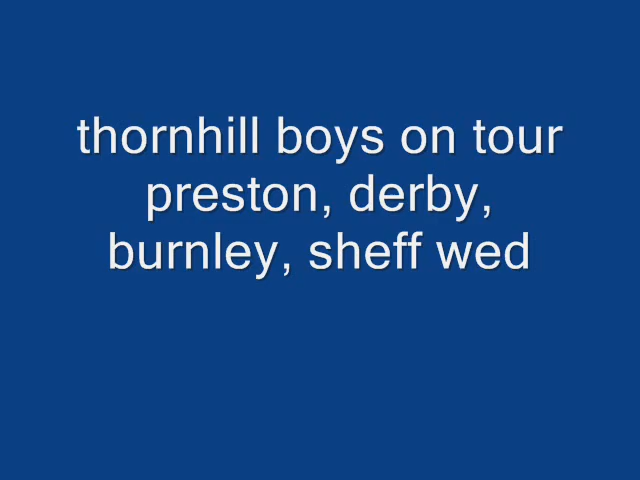 thornhill boys on tour
preston, derby,
burnley, sheff wed